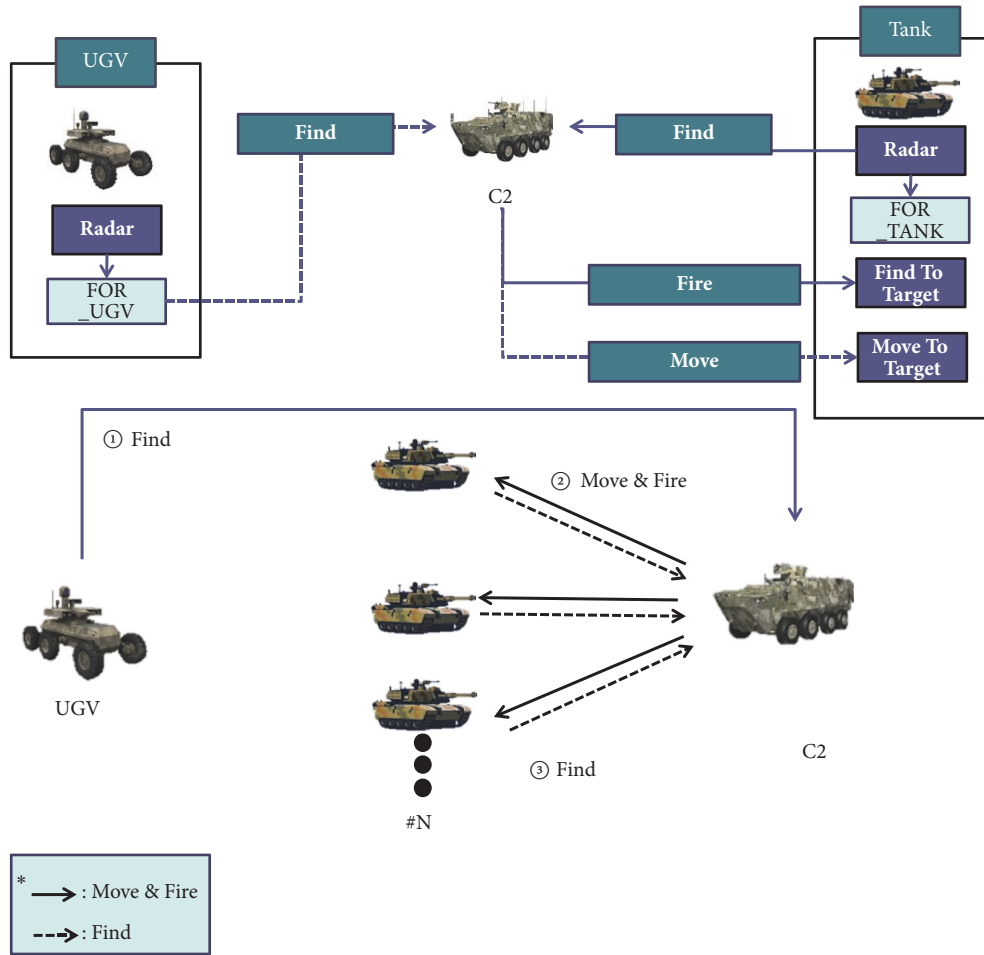 UGV
Radar
FOR
_UGV
Find
C2
Find
Fire
Move
Tank
Radar
FOR
_TANK
Find To
Target
Move To
Target
① Find
② Move & Fire
③ Find
UGV
#N
C2
* : Move & Fire
: Find